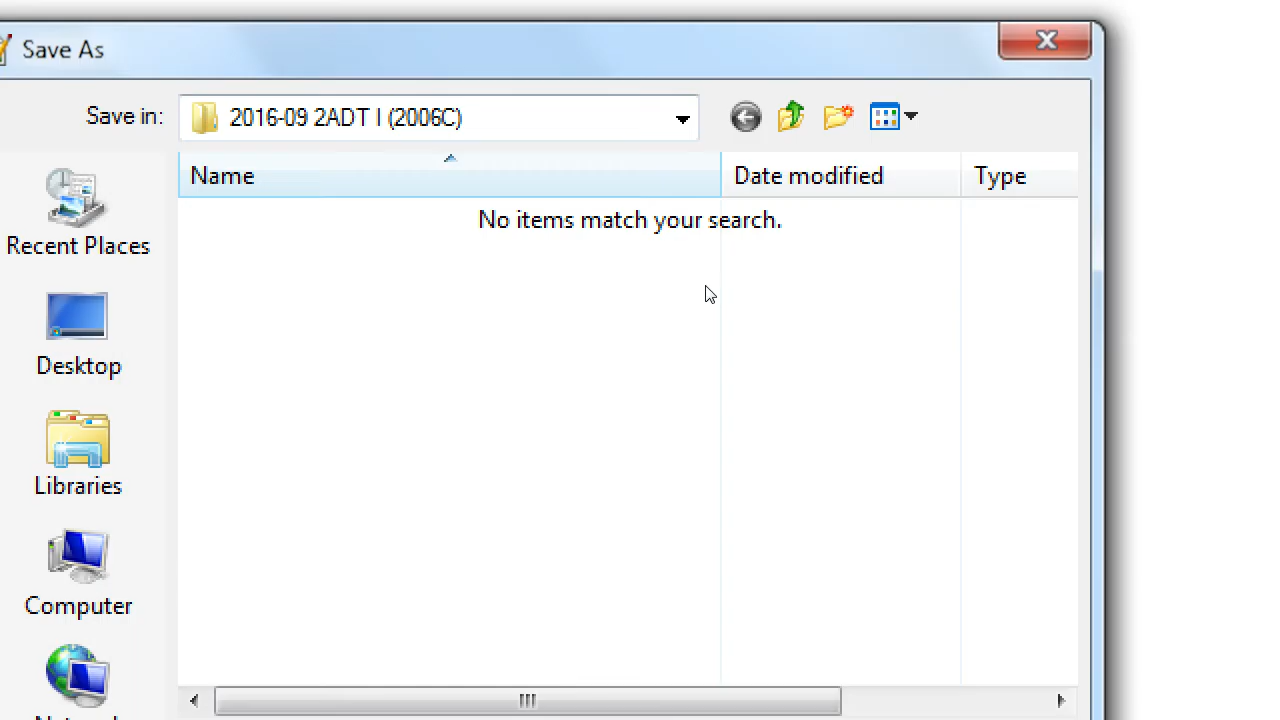 Save As
Save in:
2016-09 2ADT I (2006C)
Name
Date modified
Type
No items match your search.
Recent Places
Desktop
Libraries
Computer